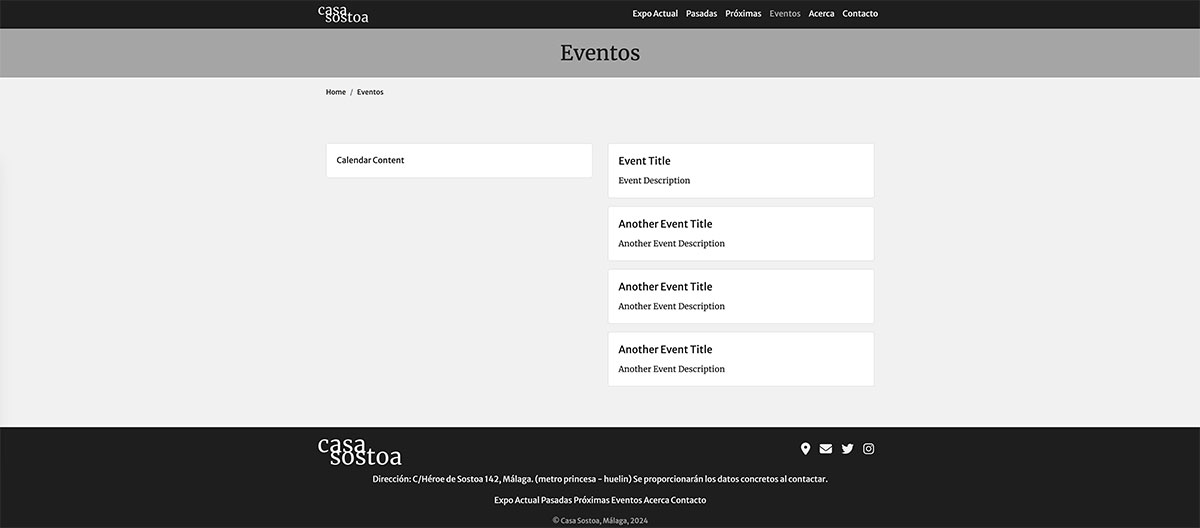 casa
sostoa
Expo Actual Pasadas Próximas Eventos Acerca Contacto
Eventos
Home / Eventos
Calendar Content
Event Title
Event Description
Another Event Title
Another Event Description
Another Event Title
Another Event Description
Another Event Title
Another Event Description
casa
sostoa
Dirección: C/Héroe de Sostoa 142, Málaga. (metro princesa - huelin) Se proporcionarán los datos concretos al contactar.
Expo Actual Pasadas Próximas Eventos Acerca Contacto
© Casa Sostoa, Málaga, 2024